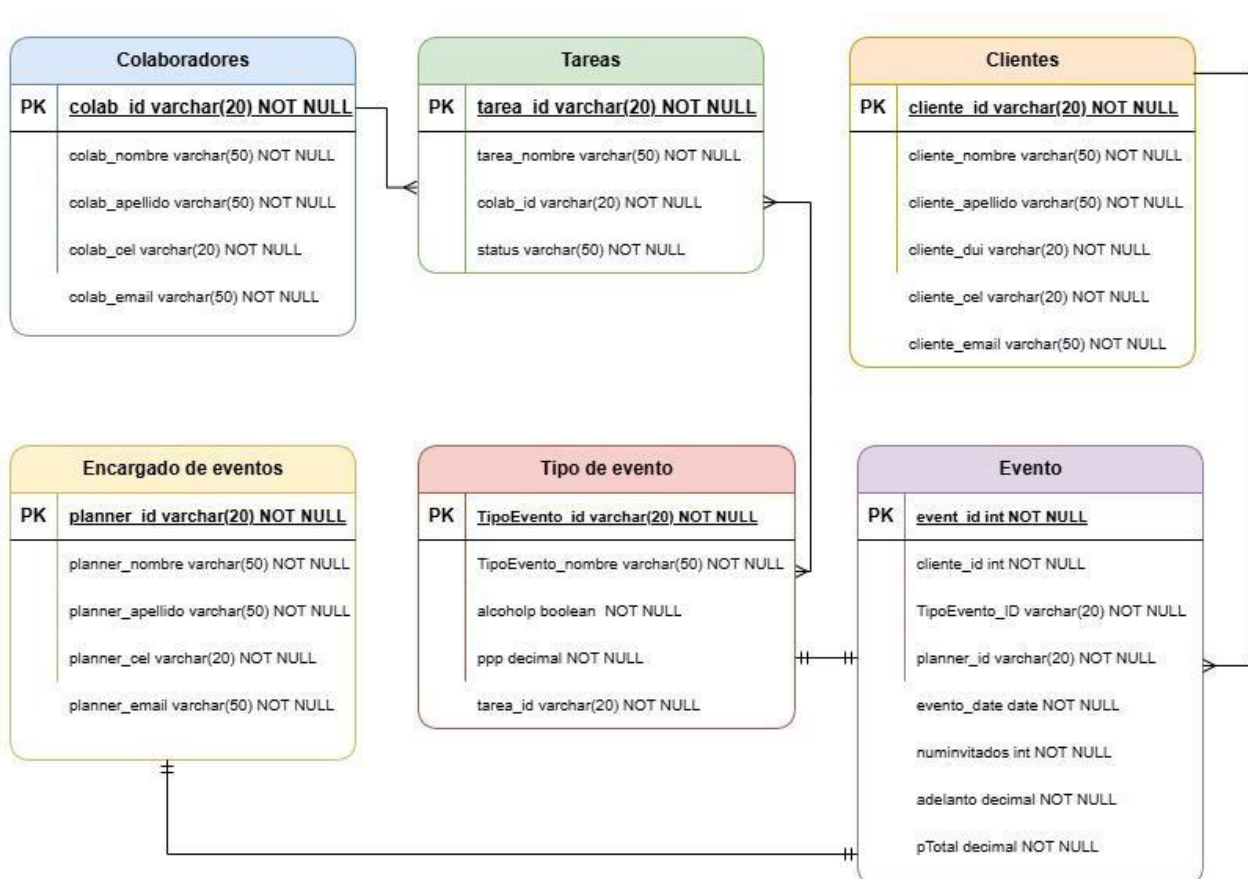 Colaboradores
PK colab_id varchar(20) NOT NULL
colab_nombre varchar(50) NOT NULL
colab_apellido varchar(50) NOT NULL
colab_cel varchar(20) NOT NULL
colab_email varchar(50) NOT NULL
Tareas
PK tarea_id varchar(20) NOT NULL
tarea_nombre varchar(50) NOT NULL
colab_id varchar(20) NOT NULL
status varchar(50) NOT NULL
Clientes
PK cliente_id varchar(20) NOT NULL
cliente_nombre varchar(50) NOT NULL
cliente_apellido varchar(50) NOT NULL
cliente_dui varchar(20) NOT NULL
cliente_cel varchar(20) NOT NULL
cliente_email varchar(50) NOT NULL
Encargado de eventos
PK planner_id varchar(20) NOT NULL
planner_nombre varchar(50) NOT NULL
planner_apellido varchar(50) NOT NULL
planner_cel varchar(20) NOT NULL
planner_email varchar(50) NOT NULL
Tipo de evento
PK TipoEvento_id varchar(20) NOT NULL
TipoEvento_nombre varchar(50) NOT NULL
alcoholp boolean NOT NULL
ppp decimal NOT NULL
tarea_id varchar(20) NOT NULL
Evento
PK event_id int NOT NULL
cliente_id int NOT NULL
TipoEvento_ID varchar(20) NOT NULL
planner_id varchar(20) NOT NULL
evento_date date NOT NULL
numinvitados int NOT NULL
adelanto decimal NOT NULL
pTotal decimal NOT NULL